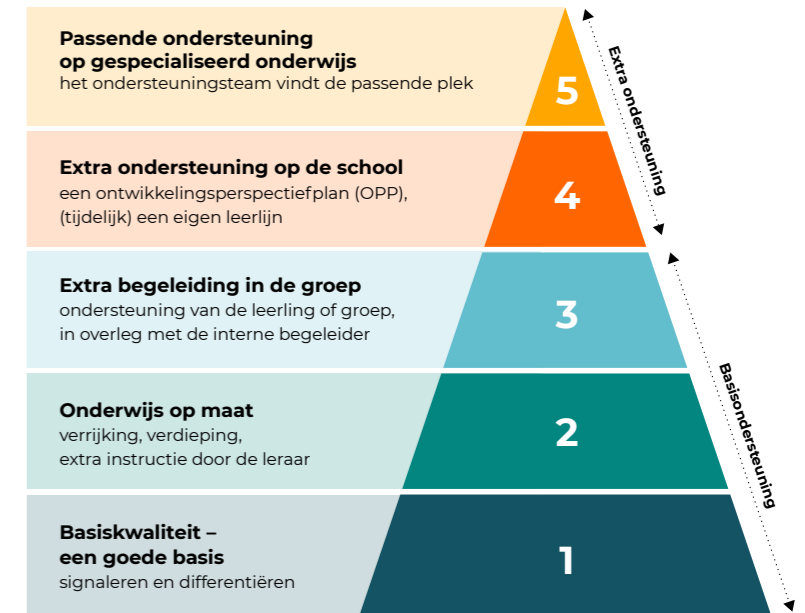 Passende ondersteuning
op gespecialiseerd onderwijs
het ondersteuningsteam vindt de passende plek
5
Extra ondersteuning
Extra ondersteuning op de school
een ontwikkelingsperspectiefplan (OPP),
(tijdelijk) een eigen leerlijn
4
Extra begeleiding in de groep
ondersteuning van de leerling of groep,
in overleg met de interne begeleider
3
Basisondersteuning
Onderwijs op maat
verrijking, verdieping,
extra instructie door de leraar
2
Basiskwaliteit –
een goede basis
signaleren en differentiëren
1